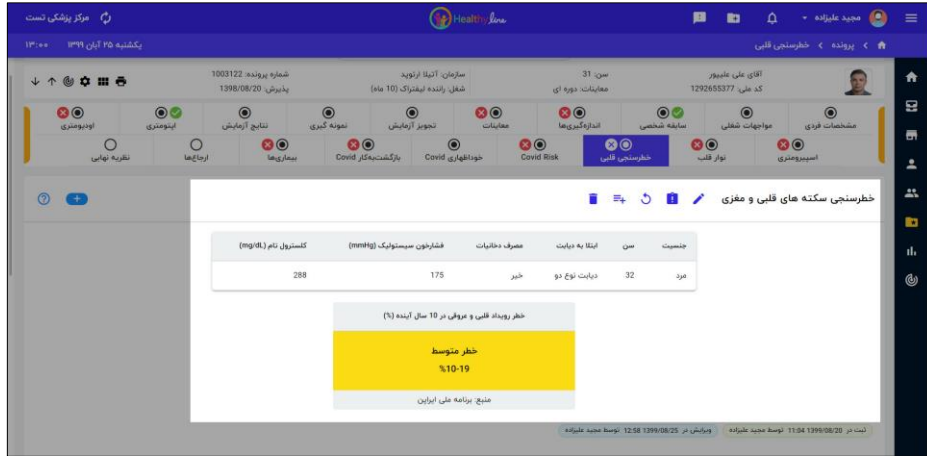 مجید علیزاده
Healthy line
مرکز پزشکی تست
پرونده
خطرسنجی قلبی
یکشنبه ۲۵ آبان ۱۳۹۹ ۱۳:۰۰
آقای علی علیپور
کد ملی: 1292655377
سن: 31
معاینات: دوره ای
سازمان: آتیلا ارتوپد
شغل: راننده لیفتراک (10 ماه)
شماره پرونده: 1003122
پذیرش: 1398/08/20
مشخصات فردی
مواجهات شغلی
سابقه شخصی
اندازه‌گیری‌ها
معاینات
تجویز آزمایش
نمونه گیری
نتایج آزمایش
اپتومتری
اودیومتری
اسپیرومتری
نوار قلب
خطرسنجی قلبی
Covid Risk
خوداظهاری Covid
بازگشت‌به‌کار Covid
بیماری‌ها
ارجاع‌ها
نظریه نهایی
خطرسنجی سکته های قلبی و مغزی
جنسیت سن ابتلا به دیابت مصرف دخانیات فشارخون سیستولیک (mmHg) کلسترول تام (mg/dL)
مرد 32 دیابت نوع دو خیر 175 288
خطر رویداد قلبی و عروقی در 10 سال آینده (%)
خطر متوسط
%10-19
منبع: برنامه ملی ایراپن
ثبت در 1399/08/20 11:04 توسط مجید علیزاده
ویرایش در 1399/08/25 12:58 توسط مجید علیزاده